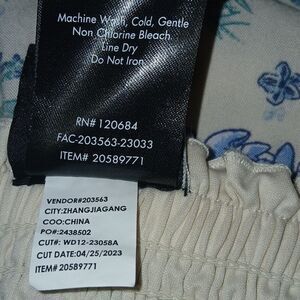 Machine Wash, Cold, Gentle
Non Chlorine Bleach
Line Dry
Do Not Iron
RN# 120684
FAC-203563-23033
ITEM# 20589771
VENDOR#203563
CITY:ZHANGJIAGANG
COO:CHINA
PO#:2438502
CUT#: WD12-23058A
CUT DATE:04/25/2023
ITEM# 20589771